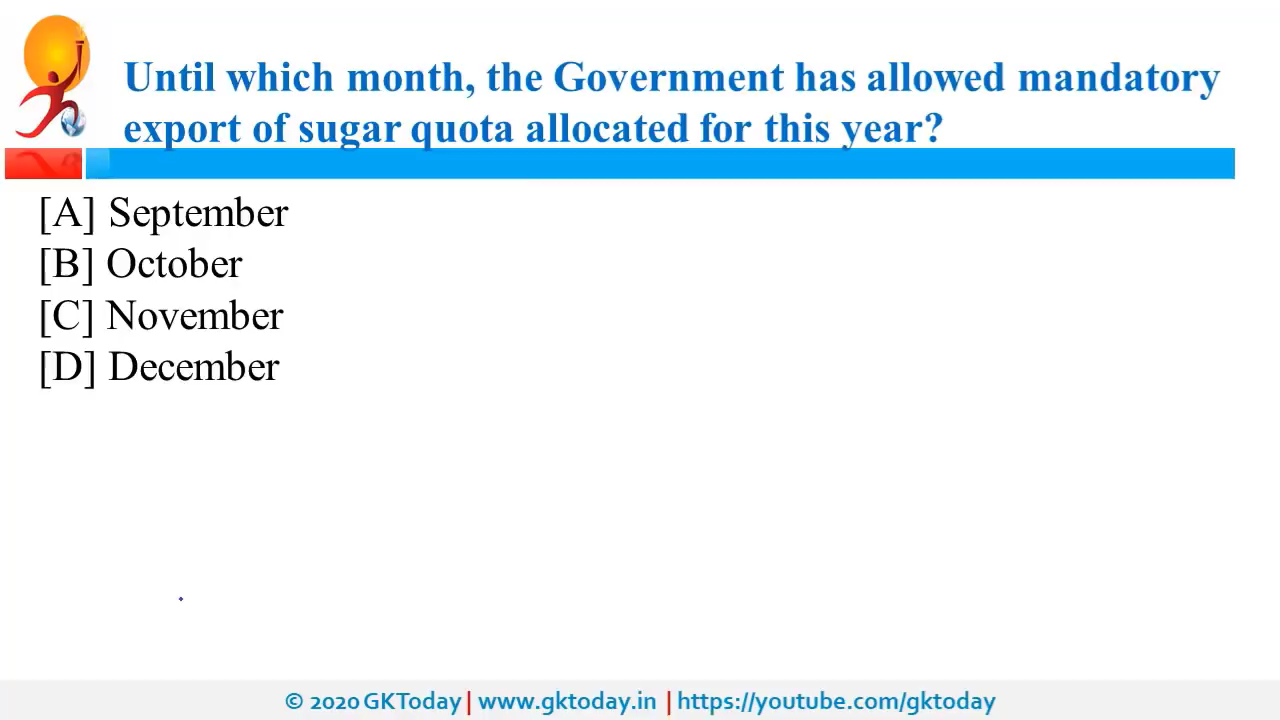 Until which month, the Government has allowed mandatory
export of sugar quota allocated for this year?
[A] September
[B] October
[C] November
[D] December
© 2020 GKToday | www.gktoday.in | https://youtube.com/gktoday